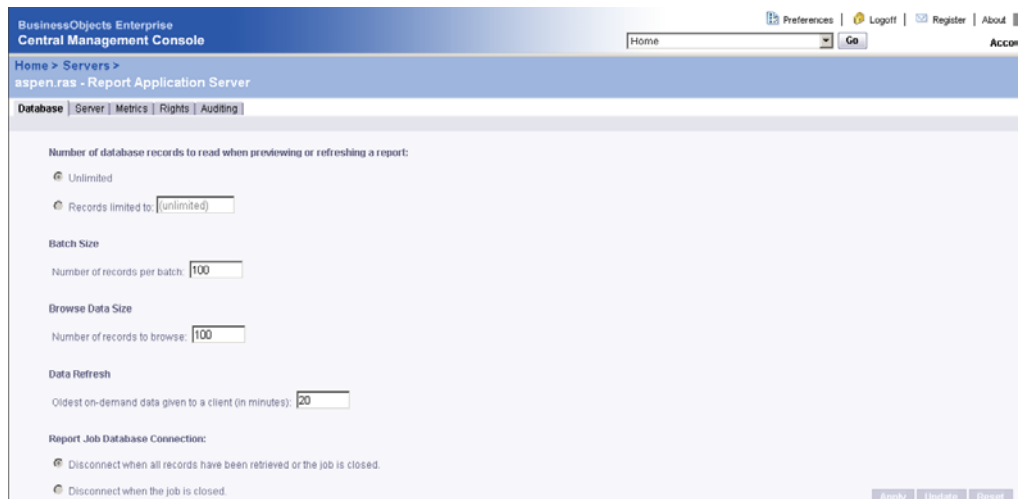 BusinessObjects Enterprise
Central Management Console
Preferences | Logoff | Register | About
Home Go
Accou
Home > Servers >
aspen.ras - Report Application Server
Database | Server | Metrics | Rights | Auditing |
Number of database records to read when previewing or refreshing a report:
Unlimited
Records limited to: (unlimited)
Batch Size
Number of records per batch: 100
Browse Data Size
Number of records to browse: 100
Data Refresh
Oldest on-demand data given to a client (in minutes): 20
Report Job Database Connection:
Disconnect when all records have been retrieved or the job is closed.
Disconnect when the job is closed.
Apply Update Reset